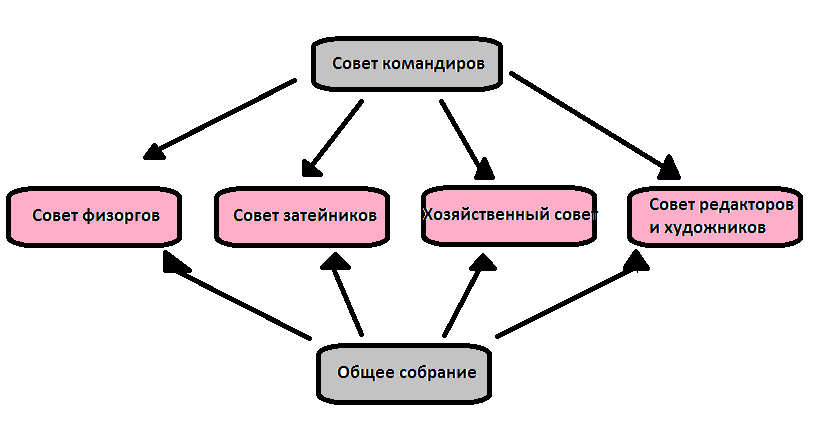 Совет командиров
Совет физоргов
Совет затейников
Хозяйственный совет
Совет редакторов
и художников
Общее собрание